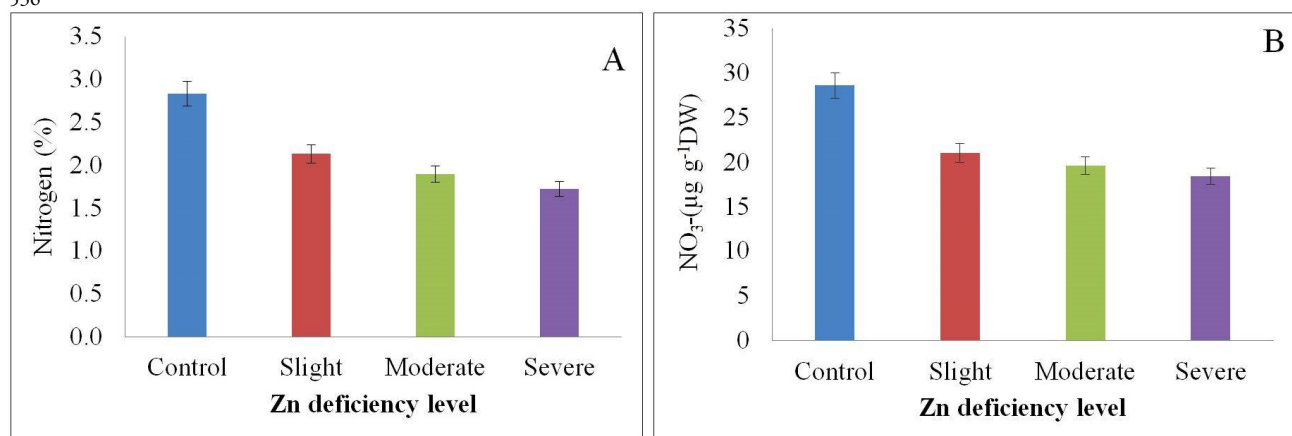 A
Nitrogen (%)
3.5
3.0
2.5
2.0
1.5
1.0
0.5
0.0
Control Slight Moderate Severe
Zn deficiency level
B
NO₃-(µg g⁻¹DW)
35
30
25
20
15
10
5
0
Control Slight Moderate Severe
Zn deficiency level